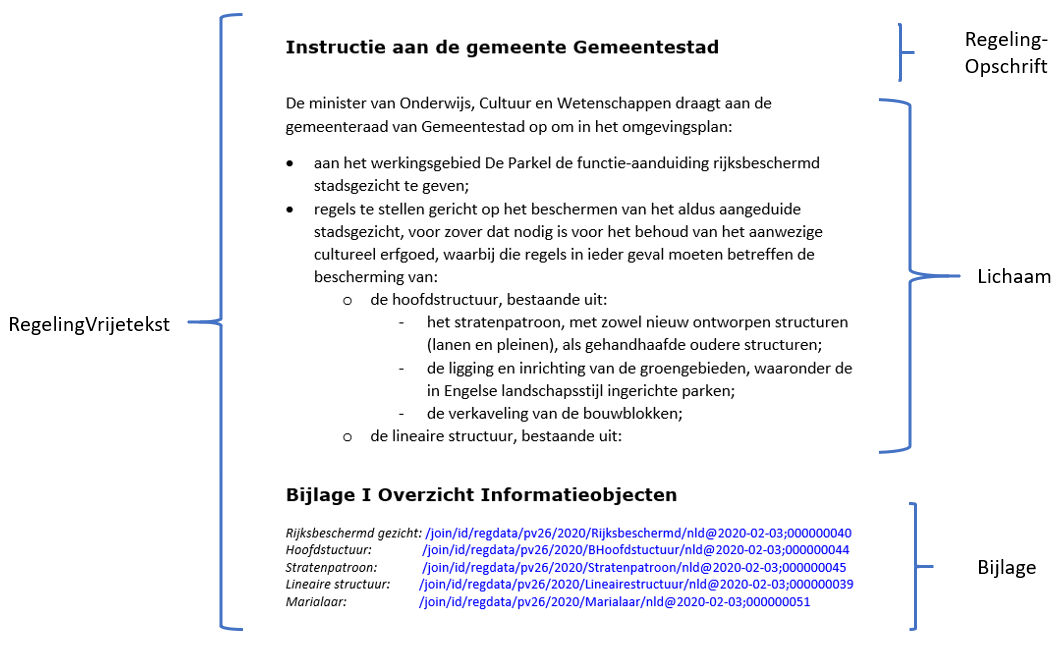 Instructie aan de gemeente Gemeentestad
Regeling-
Opschrift
De minister van Onderwijs, Cultuur en Wetenschappen draagt aan de
gemeenteraad van Gemeentestad op om in het omgevingsplan:
• aan het werkingsgebied De Parkel de functie-aanduiding rijksbeschermd
stadsgezicht te geven;
• regels te stellen gericht op het beschermen van het aldus aangeduide
stadsgezicht, voor zover dat nodig is voor het behoud van het aanwezige
cultureel erfgoed, waarbij die regels in ieder geval moeten betreffen de
bescherming van:
o de hoofdstructuur, bestaande uit:
- het stratenpatroon, met zowel nieuw ontworpen structuren
(lanen en pleinen), als gehandhaafde oudere structuren;
- de ligging en inrichting van de groengebieden, waaronder de
in Engelse landschapsstijl ingerichte parken;
- de verkaveling van de bouwblokken;
o de lineaire structuur, bestaande uit:
Lichaam
RegelingVrijetekst
Bijlage I Overzicht Informatieobjecten
Rijksbeschermd gezicht: /join/id/regdata/pv26/2020/Rijksbeschermd/nld@2020-02-03;000000040
Hoofdstuctuur: /join/id/regdata/pv26/2020/BHoofdstuctuur/nld@2020-02-03;000000044
Stratenpatroon: /join/id/regdata/pv26/2020/Stratenpatroon/nld@2020-02-03;000000045
Lineaire structuur: /join/id/regdata/pv26/2020/Lineairestructuur/nld@2020-02-03;000000039
Marialaar: /join/id/regdata/pv26/2020/Marialaar/nld@2020-02-03;000000051
Bijlage